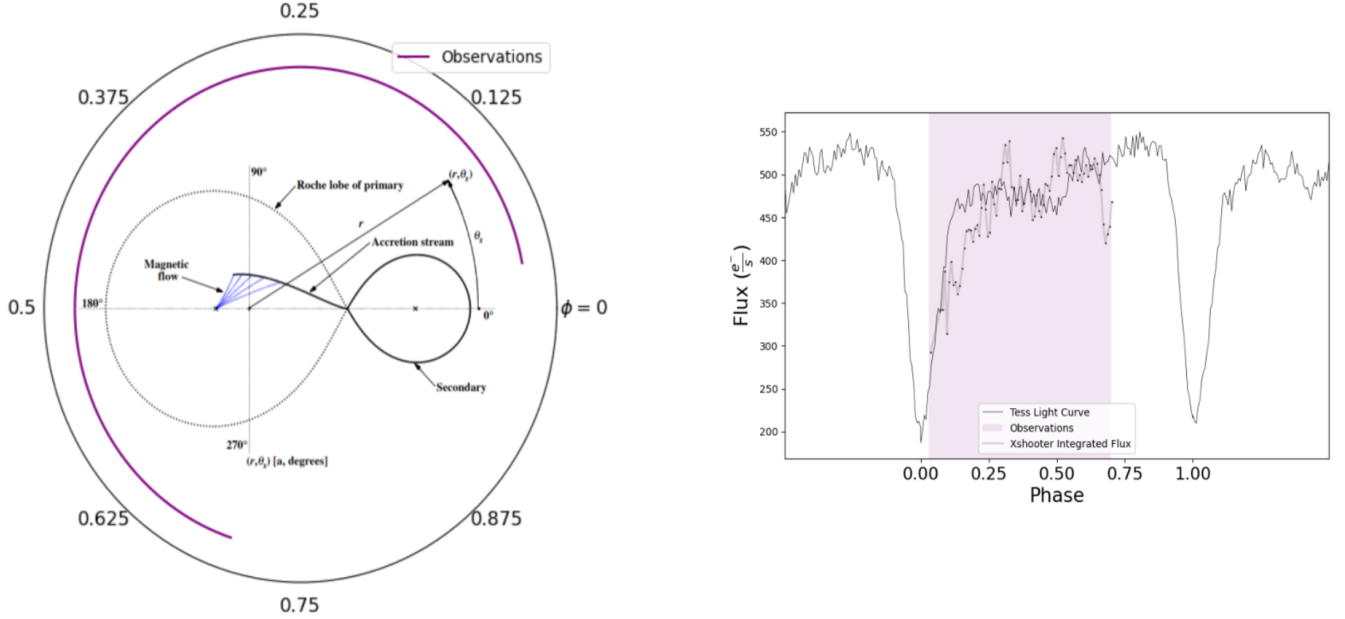 0.25
Observations
0.375
0.125
90°
(r,θs)
Roche lobe of primary
r
θs
Accretion stream
Magnetic
flow
0.5
180°
0°
ϕ = 0
Secondary
270°
(r,θs) [a, degrees]
0.625
0.875
0.75
550
500
450
400
350
300
250
200
Flux (e⁻/s)
Tess Light Curve
Observations
Xshooter Integrated Flux
0.00
0.25
0.50
0.75
1.00
Phase